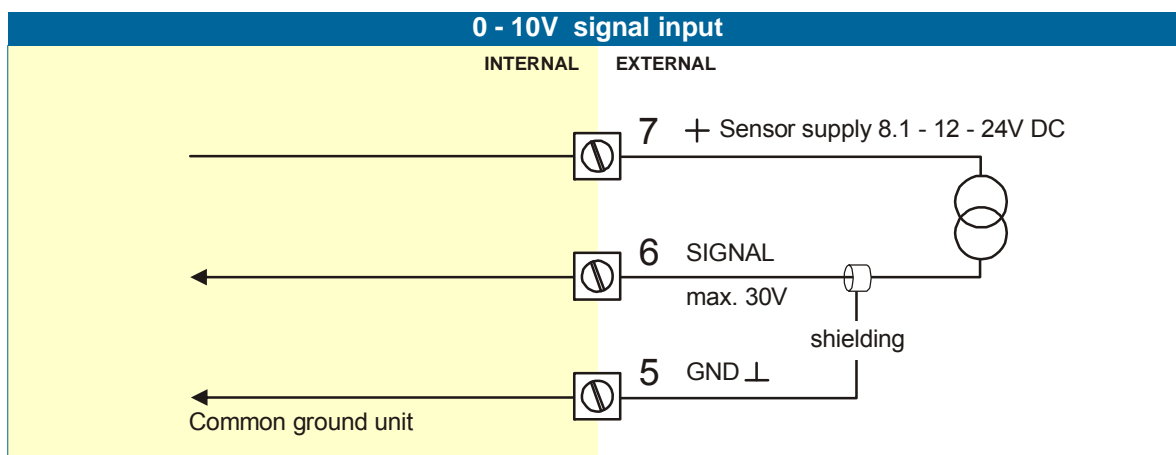 0 - 10V signal input
INTERNAL EXTERNAL
7 + Sensor supply 8.1 - 12 - 24V DC
6 SIGNAL
max. 30V
shielding
5 GND ⊥
Common ground unit